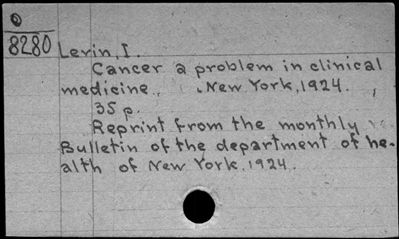 O
8280 Levin, I.
Cancer a problem in clinical
medicine.. New York, 1924.
35 p.
Reprint from the monthly
Bulletin of the department of he-
alth of New York, 1924.